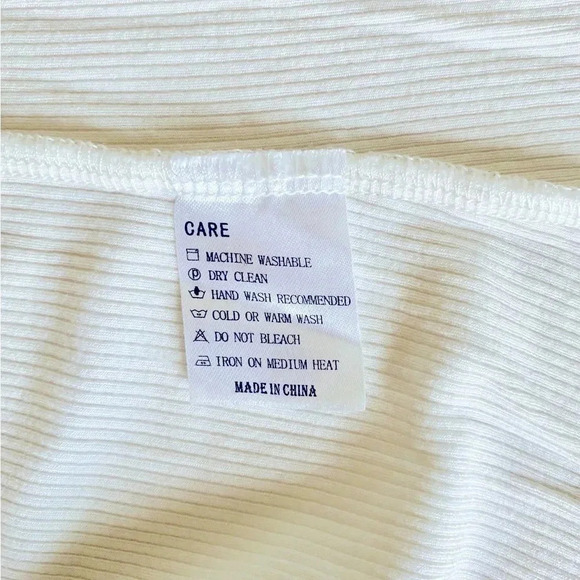 CARE
MACHINE WASHABLE
P DRY CLEAN
HAND WASH RECOMMENDED
COLD OR WARM WASH
DO NOT BLEACH
IRON ON MEDIUM HEAT
MADE IN CHINA